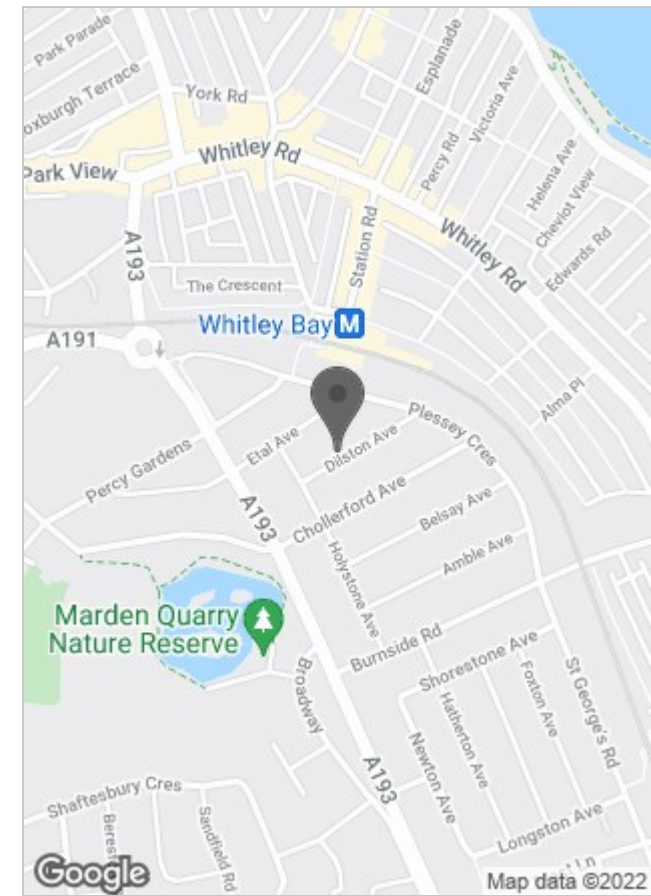 Park Parade
Esplanade
oxburgh Terrace
York Rd
Victoria Ave
Percy Rd
Whitley Rd
Park View
Helena Ave
Cheviot View
Whitley Rd
Edwards Rd
A193
Station Rd
The Crescent
Whitley Bay M
A191
Alma Pl
Plessey Cres
Etal Ave
Dilston Ave
Percy Gardens
Chollerford Ave
Belsay Ave
A193
Amble Ave
Holystone Ave
Marden Quarry
Nature Reserve
Burnside Rd
Broadway
Shorestone Ave
St George's Rd
Foxton Ave
Hatherton Ave
Newton Ave
A193
Shaftesbury Cres
Sandfield Rd
Longston Ave
Google
Map data ©2022